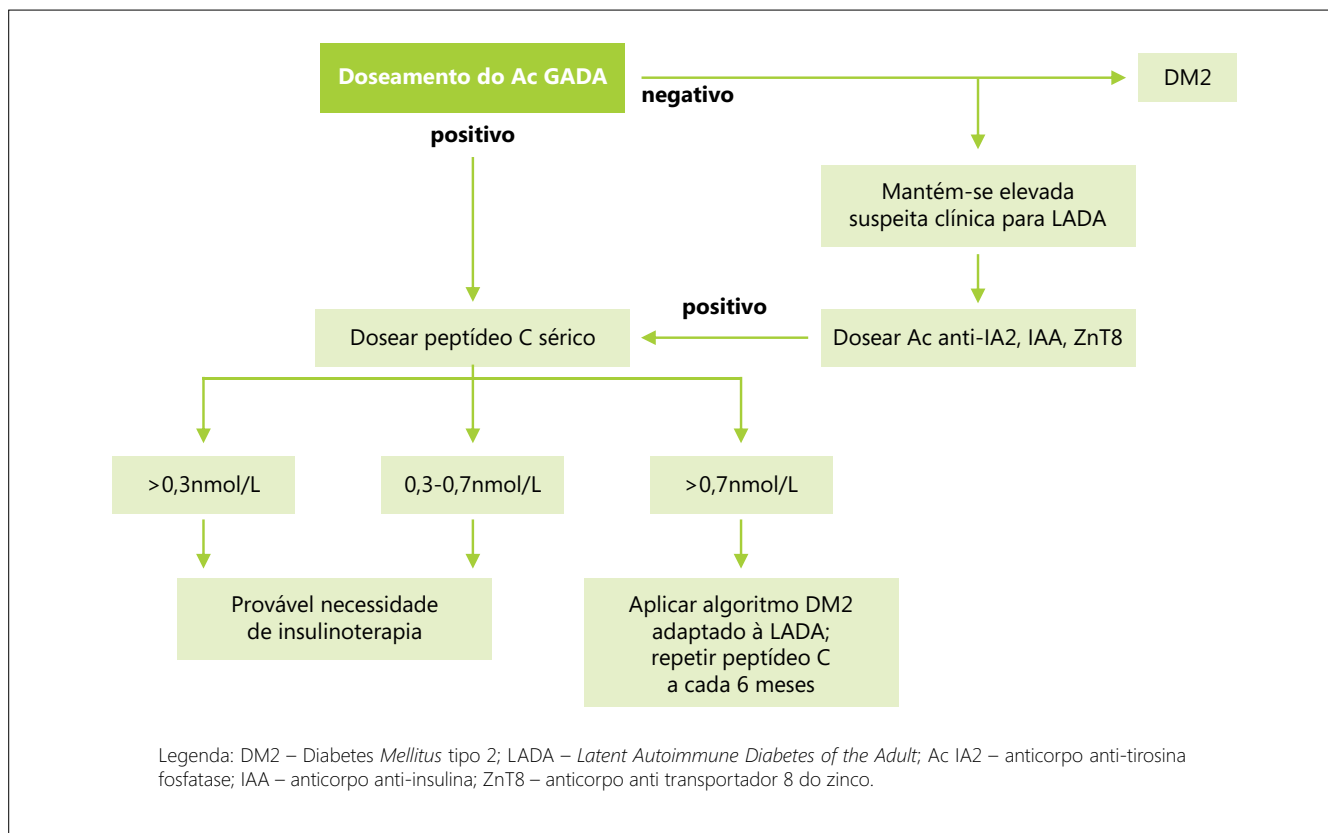 Doseamento do Ac GADA
negativo
DM2
positivo
Mantém-se elevada
suspeita clínica para LADA
positivo
Dosear peptídeo C sérico
Dosear Ac anti-IA2, IAA, ZnT8
>0,3nmol/L
0,3-0,7nmol/L
>0,7nmol/L
Provável necessidade
de insulinoterapia
Aplicar algoritmo DM2
adaptado à LADA;
repetir peptídeo C
a cada 6 meses
Legenda: DM2 – Diabetes Mellitus tipo 2; LADA – Latent Autoimmune Diabetes of the Adult; Ac IA2 – anticorpo anti-tirosina
fosfatase; IAA – anticorpo anti-insulina; ZnT8 – anticorpo anti transportador 8 do zinco.